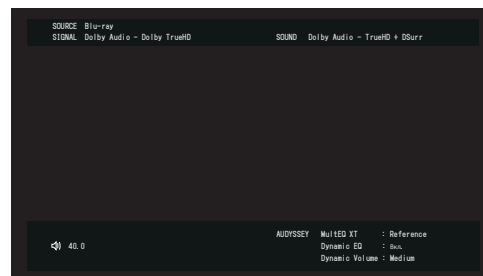 SOURCE Blu-ray
SIGNAL Dolby Audio - Dolby TrueHD SOUND Dolby Audio - TrueHD + DSurr
AUDYSSEY MultEQ XT : Reference
40.0 Dynamic EQ : Вкл.
Dynamic Volume : Medium